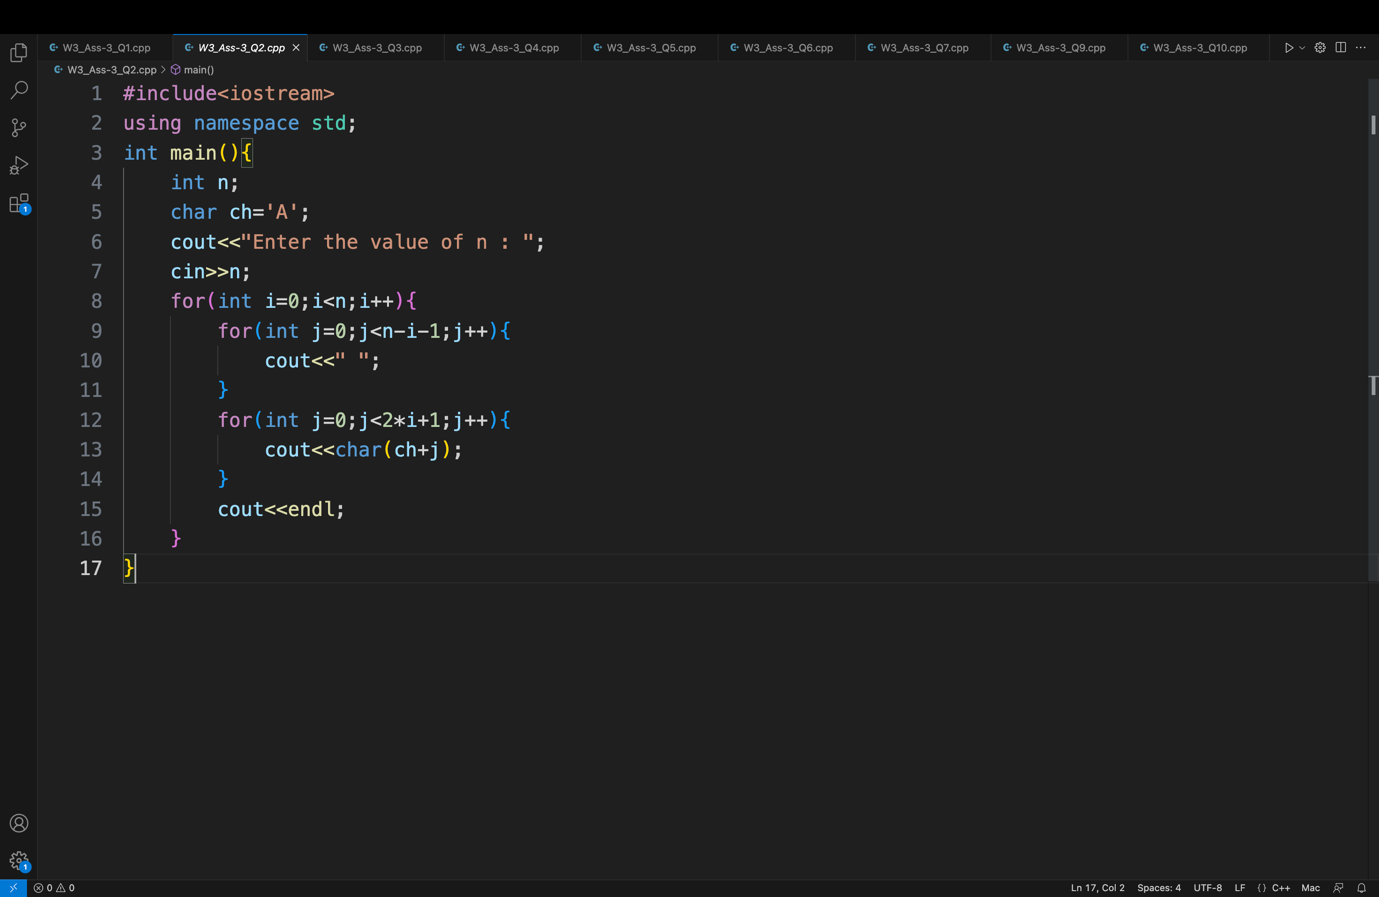 W3_Ass-3_Q1.cpp W3_Ass-3_Q2.cpp W3_Ass-3_Q3.cpp W3_Ass-3_Q4.cpp W3_Ass-3_Q5.cpp W3_Ass-3_Q6.cpp W3_Ass-3_Q7.cpp W3_Ass-3_Q9.cpp W3_Ass-3_Q10.cpp
W3_Ass-3_Q2.cpp > main()
1 #include<iostream>
2 using namespace std;
3 int main(){
4     int n;
5     char ch='A';
6     cout<<"Enter the value of n : ";
7     cin>>n;
8     for(int i=0;i<n;i++){
9         for(int j=0;j<n-i-1;j++){
10             cout<<" ";
11         }
12         for(int j=0;j<2*i+1;j++){
13             cout<<char(ch+j);
14         }
15         cout<<endl;
16     }
17 }
1
1
0 0 Ln 17, Col 2 Spaces: 4 UTF-8 LF {} C++ Mac